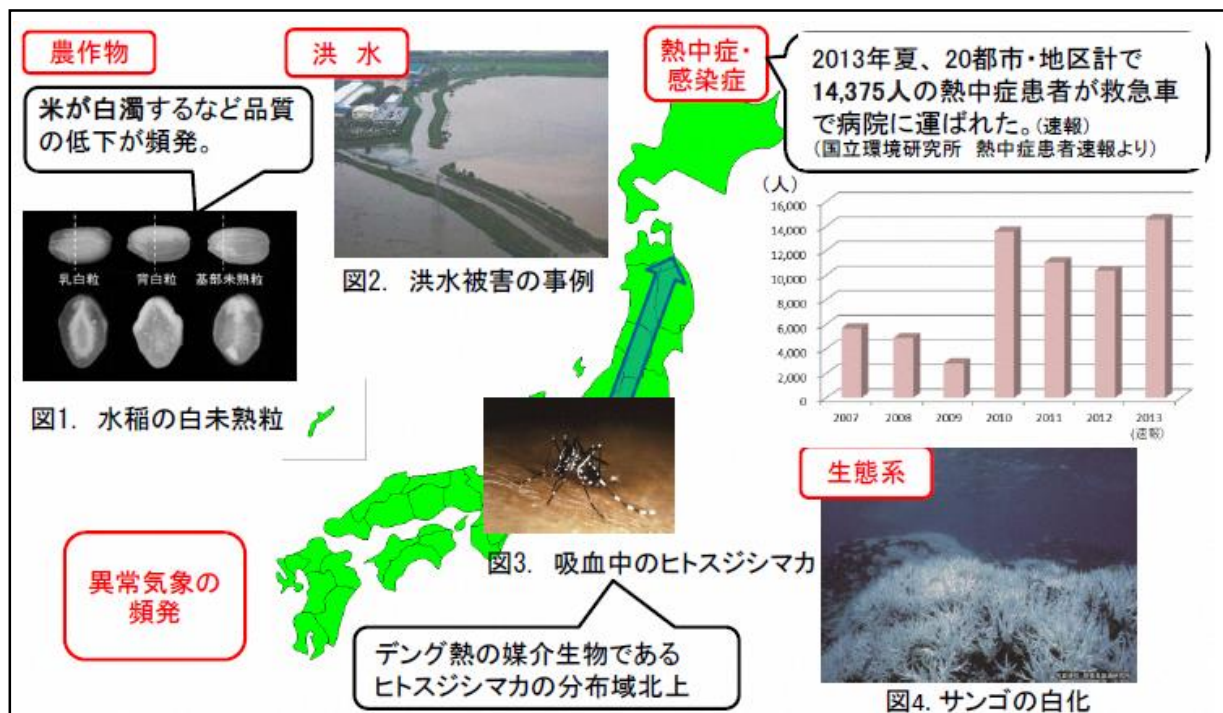 農作物
米が白濁するなど品質
の低下が頻発。
乳白粒
背白粒
基部未熟粒
図1. 水稲の白未熟粒
洪 水
図2. 洪水被害の事例
熱中症・
感染症
2013年夏、20都市・地区計で
14,375人の熱中症患者が救急車
で病院に運ばれた。(速報)
(国立環境研究所 熱中症患者速報より)
(人)
16,000
14,000
12,000
10,000
8,000
6,000
4,000
2,000
0
2007
2008
2009
2010
2011
2012
2013
(速報)
異常気象の
頻発
図3. 吸血中のヒトスジシマカ
デング熱の媒介生物である
ヒトスジシマカの分布域北上
生態系
図4. サンゴの白化